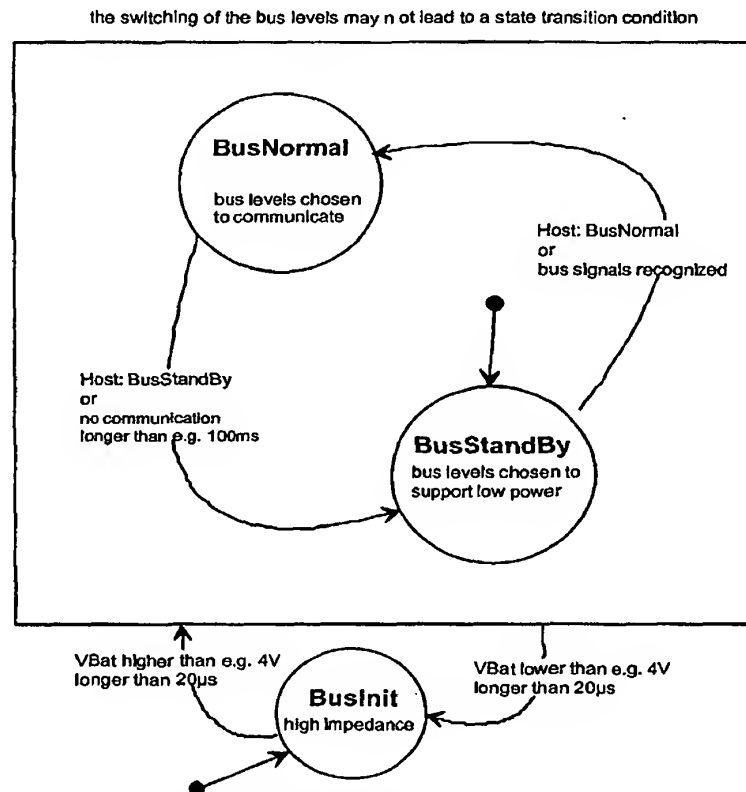 the switching of the bus levels may n ot lead to a state transition condition
BusNormal
bus levels chosen
to communicate
Host: BusNormal
or
bus signals recognized
Host: BusStandBy
or
no communication
longer than e.g. 100ms
BusStandBy
bus levels chosen to
support low power
VBat higher than e.g. 4V
longer than 20µs
VBat lower than e.g. 4V
longer than 20µs
BusInit
high impedance